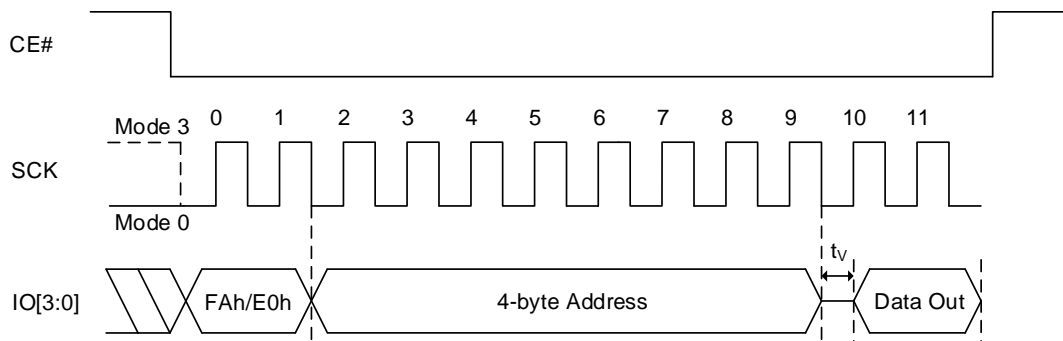 CE#
Mode 3
0 1 2 3 4 5 6 7 8 9 10 11
SCK
Mode 0
tV
IO[3:0]
FAh/E0h
4-byte Address
Data Out